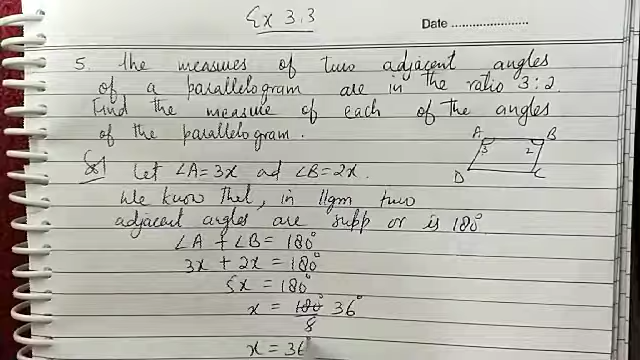 Ex 3.3
Date
5. The measures of two adjacent angles
of a parallelogram are in the ratio 3:2.
Find the measure of each of the angles
of the parallelogram.
A B
3 2
D C
Sol Let ∠A=3x ad ∠B=2x.
We know that, in llgm two
adjacent angles are supp or is 180°
∠A + ∠B = 180°
3x + 2x = 180°
5x = 180°
x = 180°/5 36°
x = 36°